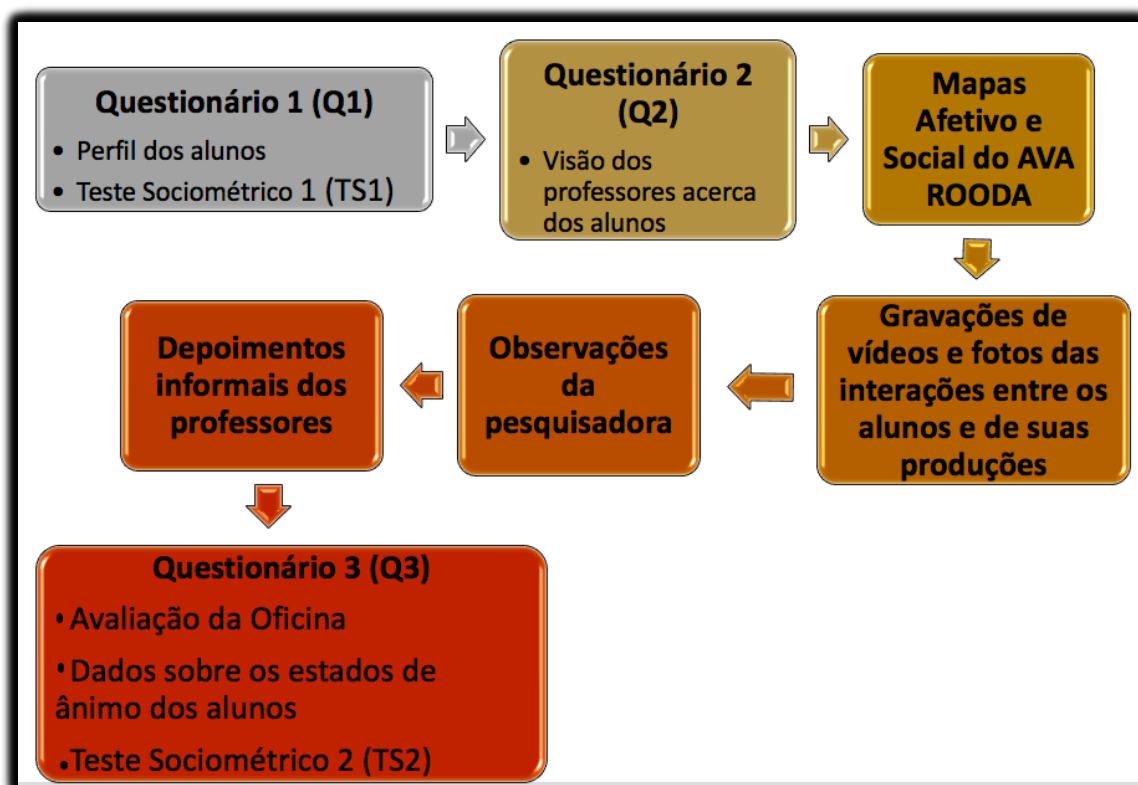 Questionário 1 (Q1)
• Perfil dos alunos
• Teste Sociométrico 1 (TS1)
Questionário 2
(Q2)
• Visão dos
professores acerca
dos alunos
Mapas
Afetivo e
Social do AVA
ROODA
Gravações de
vídeos e fotos das
interações entre os
alunos e de suas
produções
Observações
da
pesquisadora
Depoimentos
informais dos
professores
Questionário 3 (Q3)
• Avaliação da Oficina
• Dados sobre os estados de
ânimo dos alunos
• Teste Sociométrico 2 (TS2)